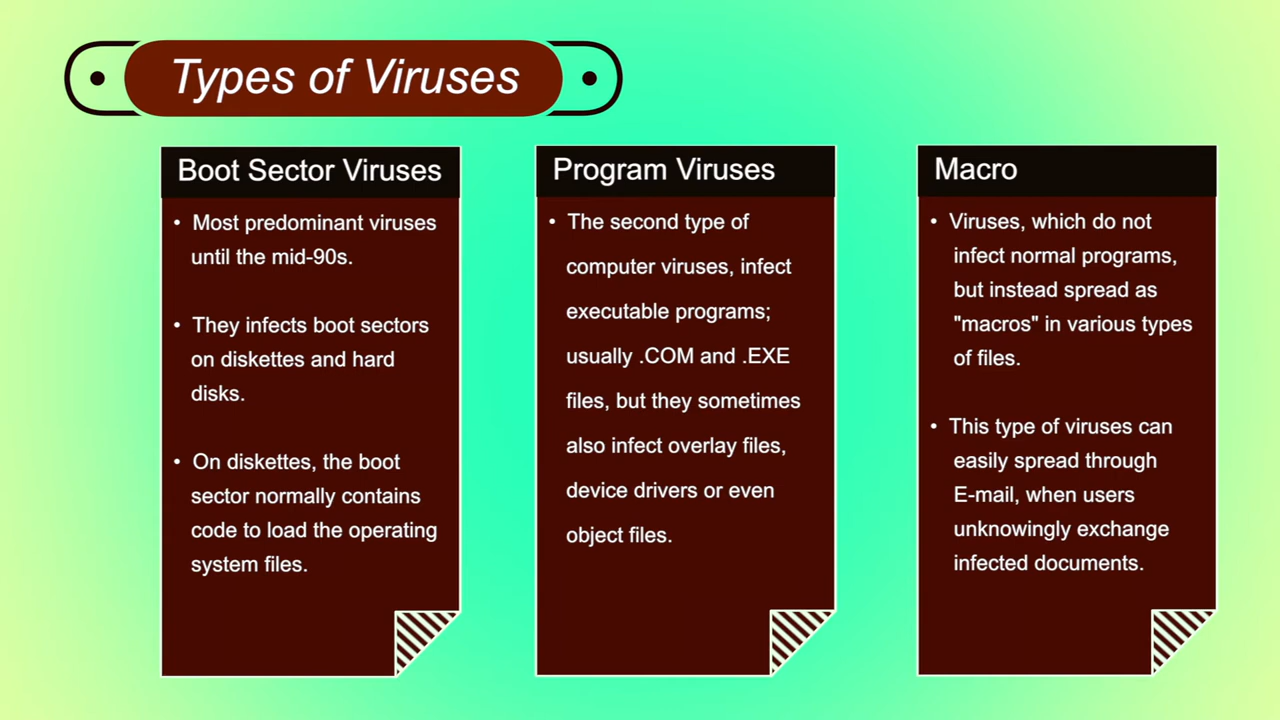 Types of Viruses
Boot Sector Viruses
• Most predominant viruses
until the mid-90s.
• They infects boot sectors
on diskettes and hard
disks.
• On diskettes, the boot
sector normally contains
code to load the operating
system files.
Program Viruses
• The second type of
computer viruses, infect
executable programs;
usually .COM and .EXE
files, but they sometimes
also infect overlay files,
device drivers or even
object files.
Macro
• Viruses, which do not
infect normal programs,
but instead spread as
"macros" in various types
of files.
• This type of viruses can
easily spread through
E-mail, when users
unknowingly exchange
infected documents.